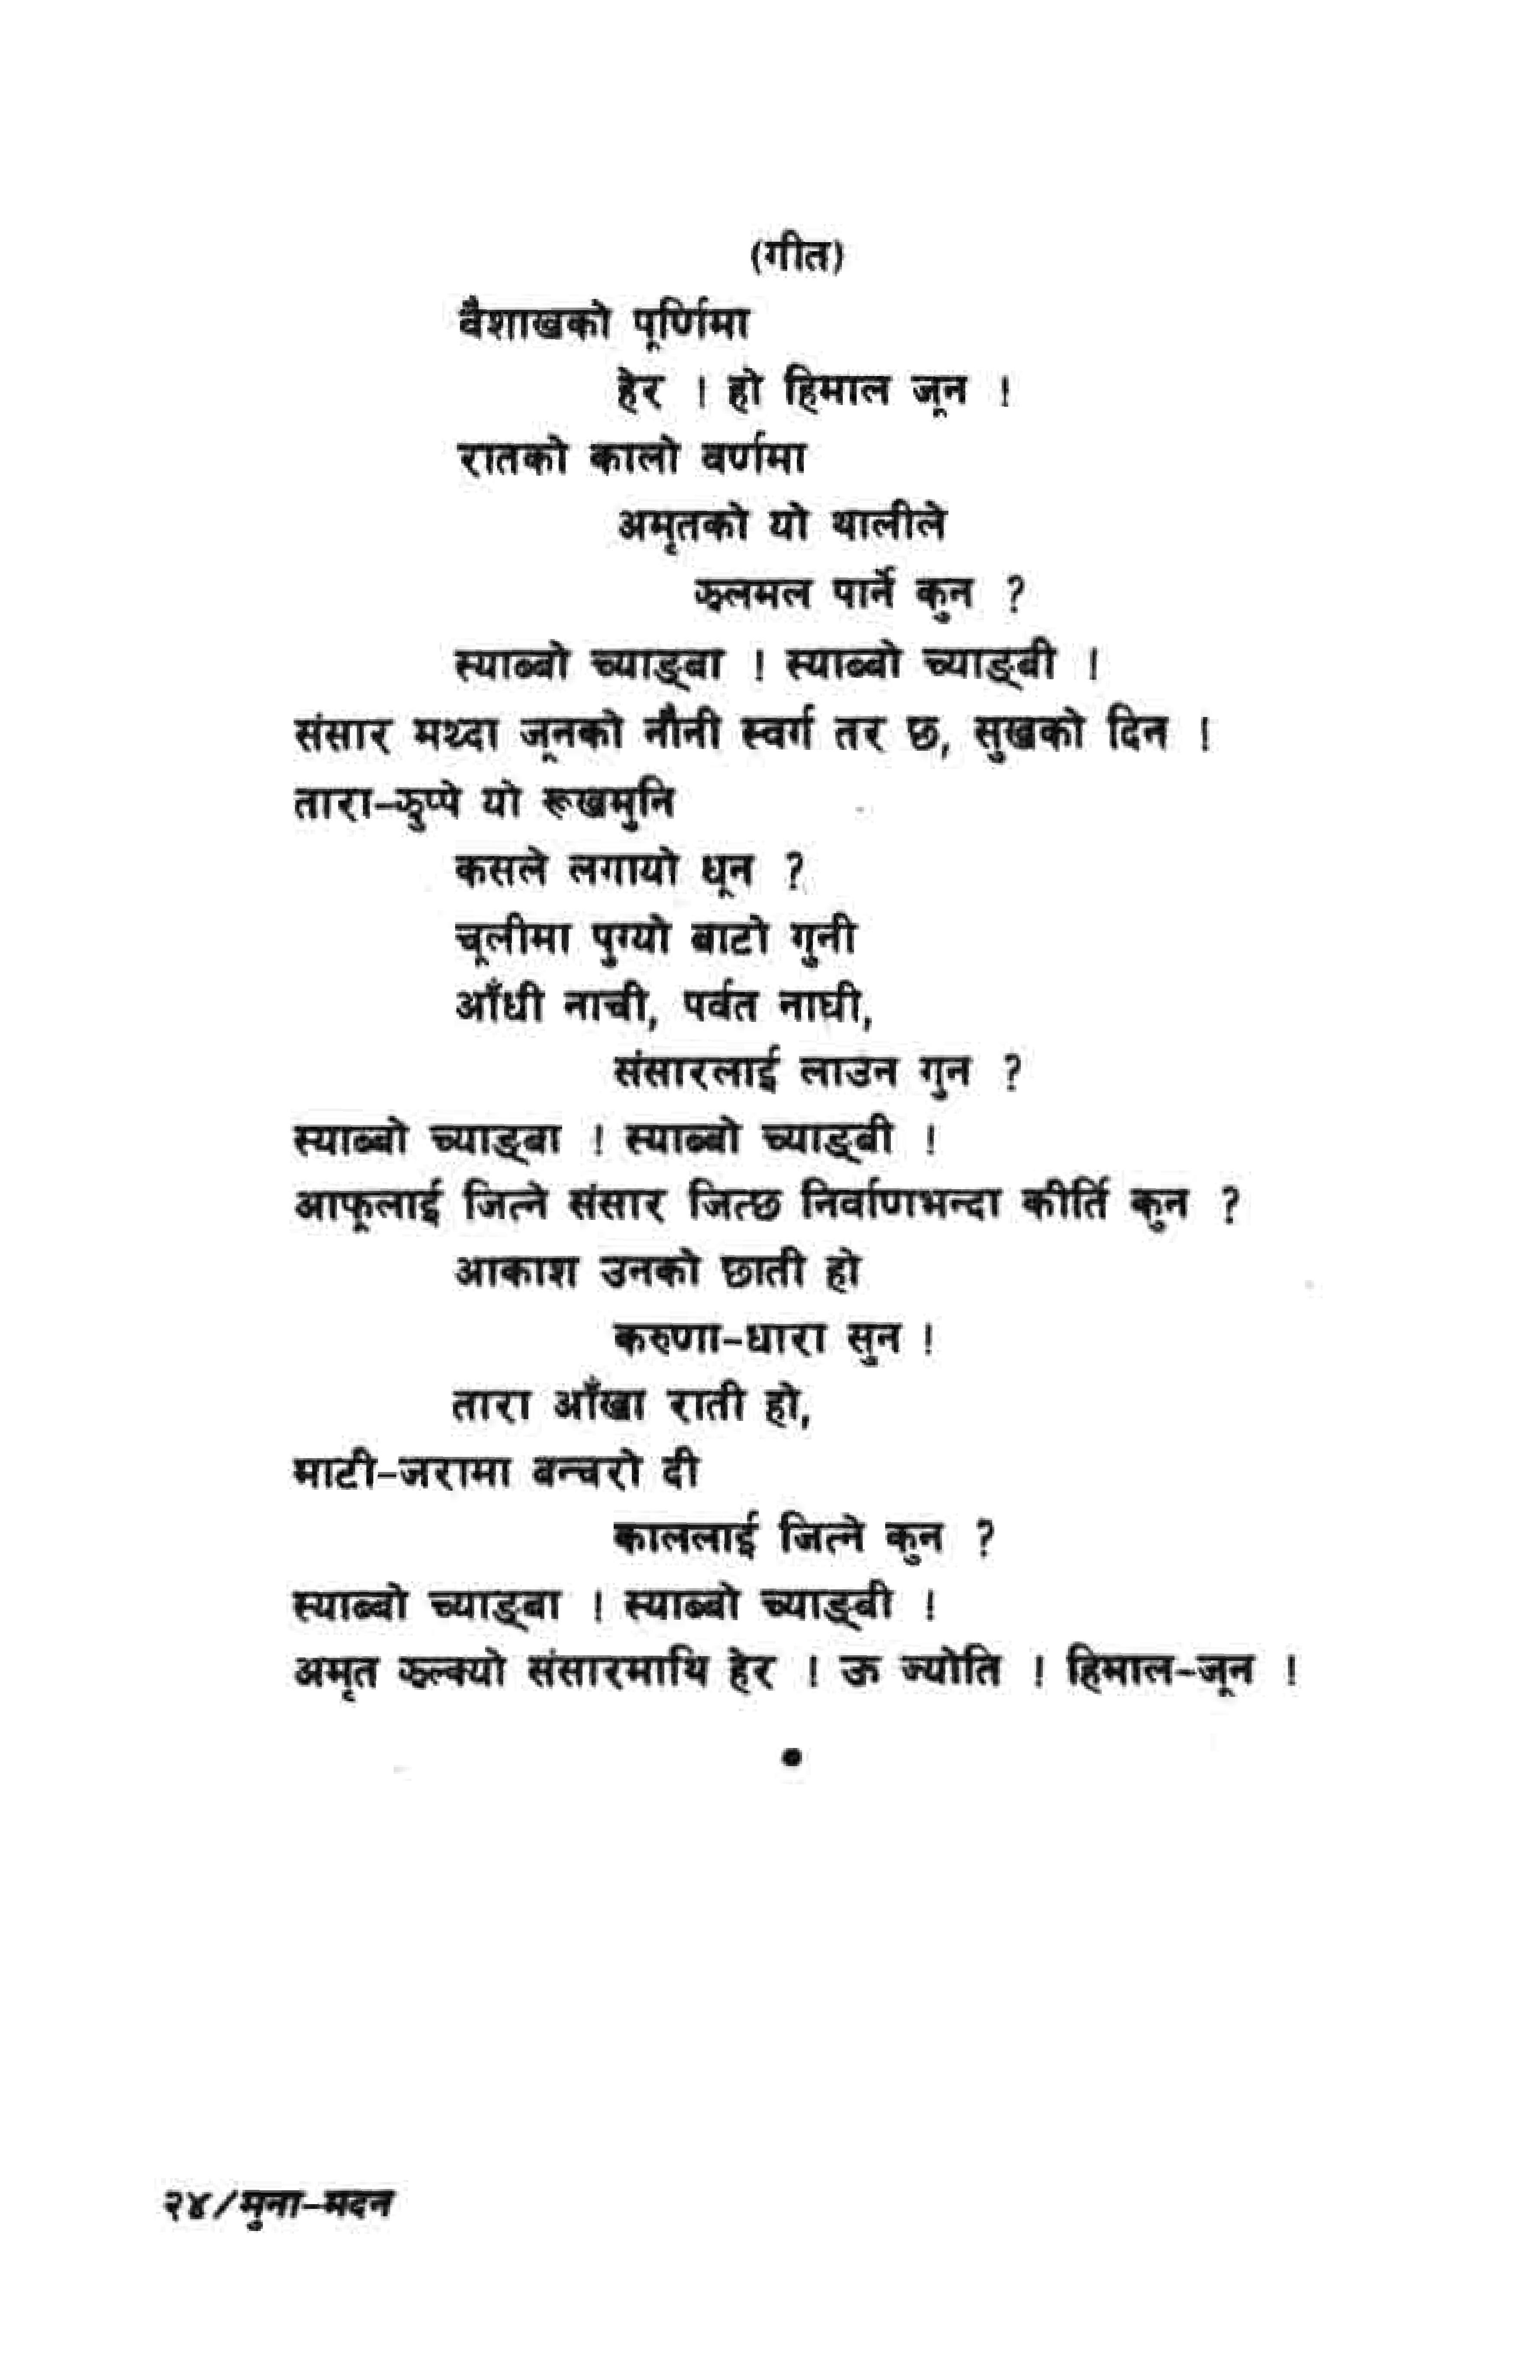 (गीत)
वैशाखको पूर्णिमा
हेर । हो हिमाल जून !
रातको कालो वर्णमा
अमृतको यो थालीले
झलमल पार्ने कुन ?
स्याब्बो च्याङ्बा ! स्याब्बो च्याङ्बी !
संसार मथ्दा जूनको नौनी स्वर्ग तर छ, सुखको दिन !
तारा-झुप्पे यो रूखमुनि
कसले लगायो धून ?
चूलीमा पुग्यो बाटो गुनी
आँधी नाची, पर्वत नाघी,
संसारलाई लाउन गुन ?
स्याब्बो च्याङ्बा ! स्याब्बो च्याङ्बी !
आफूलाई जित्ने संसार जित्छ निर्वाणभन्दा कीर्ति कुन ?
आकाश उनको छाती हो
करुणा-धारा सुन !
तारा आँखा राती हो,
भाटी-जरामा बन्चरो दी
काललाई जित्ने कुन ?
स्याब्बो च्याङ्बा ! स्याब्बो च्याङ्बी !
अमृत झल्क्यो संसारमाथि हेर ! ऊ ज्योति ! हिमाल-जून !
२४/मुना-मदन